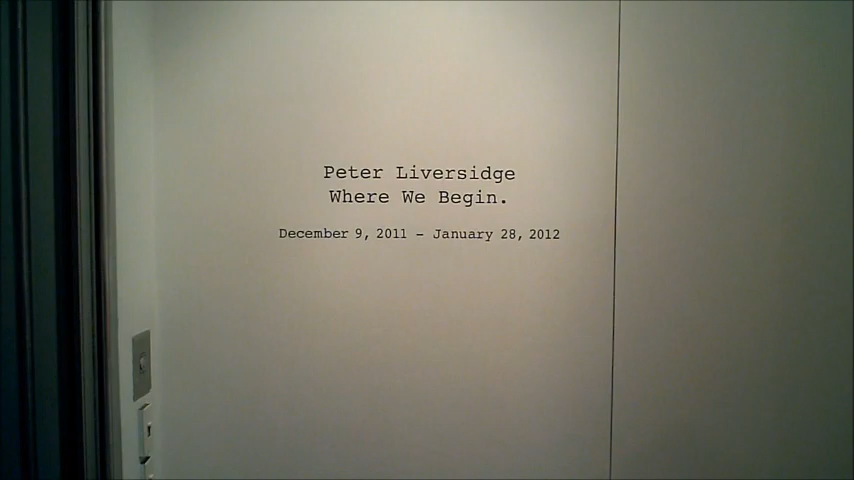 Peter Liversidge
Where We Begin.
December 9, 2011 – January 28, 2012